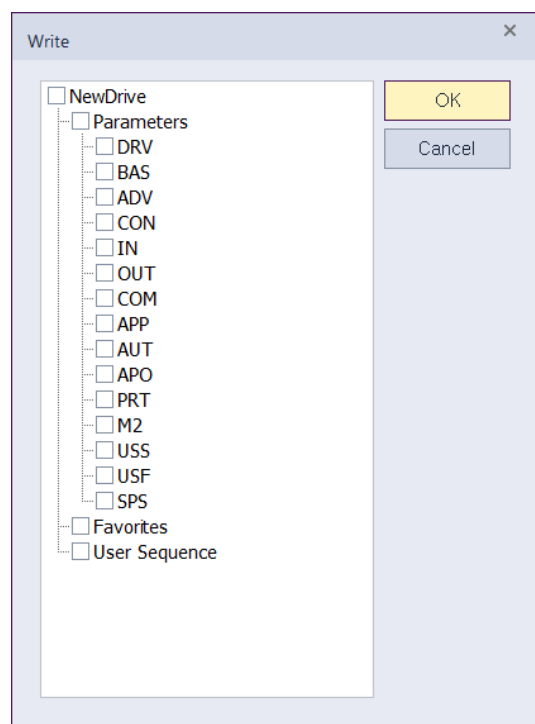 Write
NewDrive
OK
Parameters
Cancel
DRV
BAS
ADV
CON
IN
OUT
COM
APP
AUT
APO
PRT
M2
USS
USF
SPS
Favorites
User Sequence